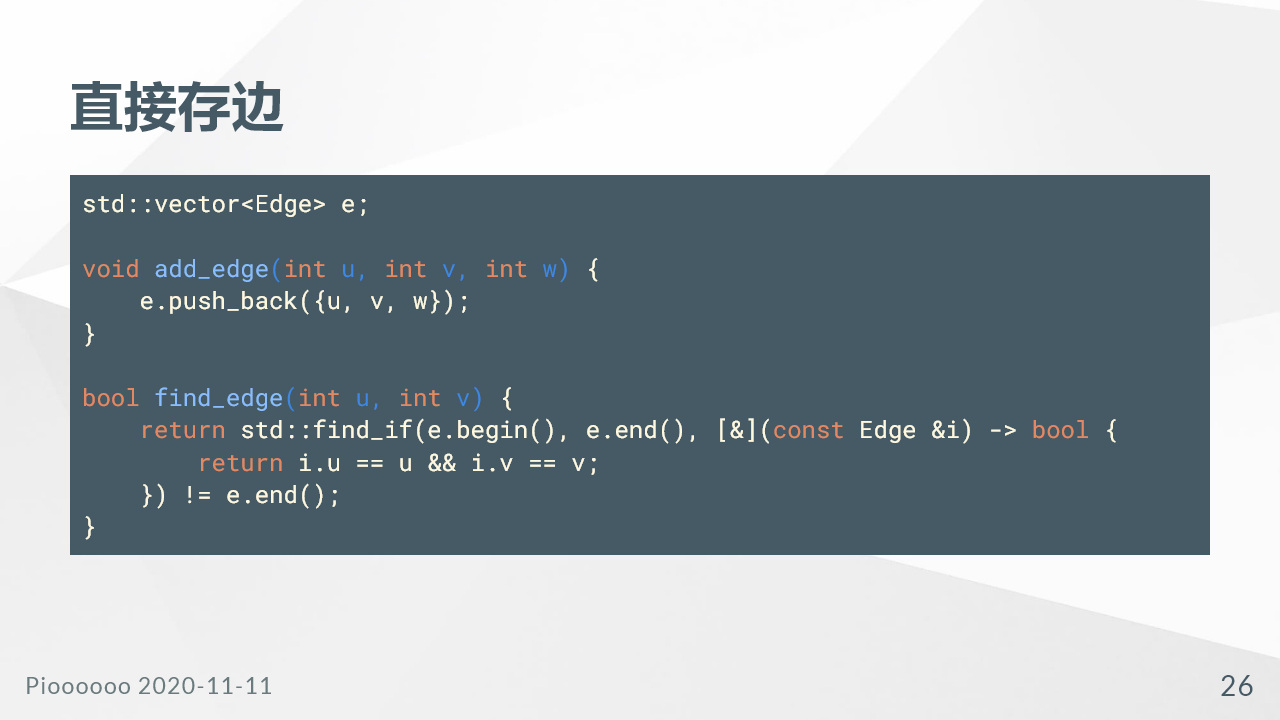 直接存边
std::vector<Edge> e;
void add_edge(int u, int v, int w) {
    e.push_back({u, v, w});
}
bool find_edge(int u, int v) {
    return std::find_if(e.begin(), e.end(), [&](const Edge &i) -> bool {
        return i.u == u && i.v == v;
    }) != e.end();
}
Pioooooo 2020-11-11
26